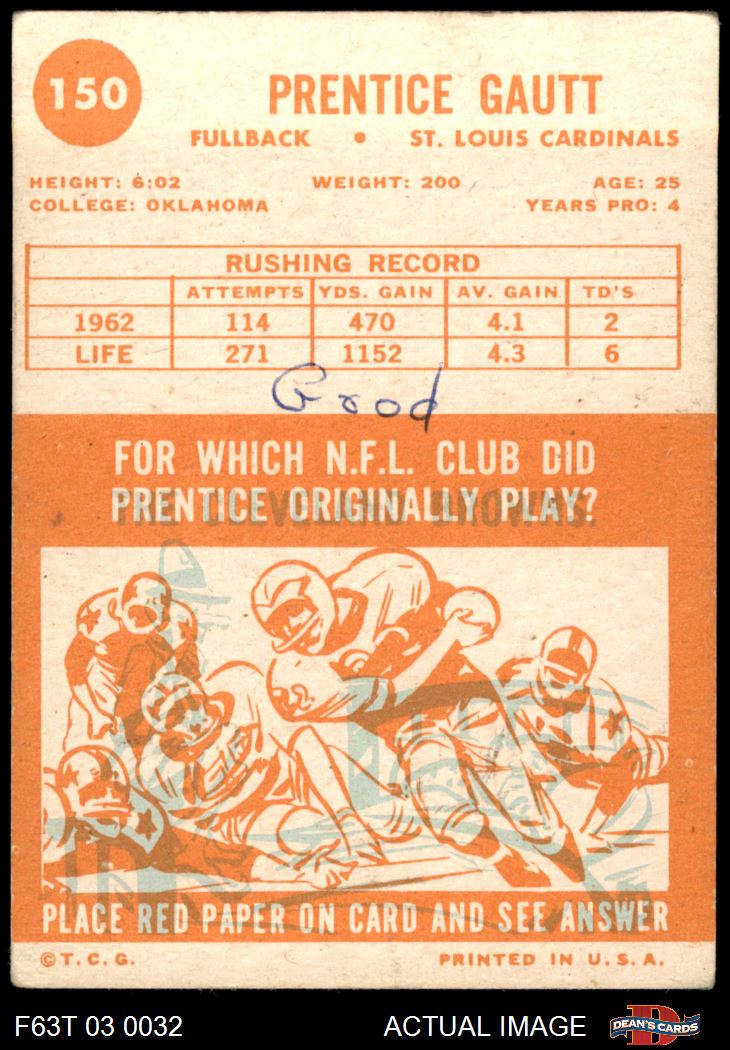 150
PRENTICE GAUTT
FULLBACK • ST. LOUIS CARDINALS
HEIGHT: 6:02 WEIGHT: 200 AGE: 25
COLLEGE: OKLAHOMA YEARS PRO: 4
RUSHING RECORD
ATTEMPTS YDS. GAIN AV. GAIN TD'S
1962 114 470 4.1 2
LIFE 271 1152 4.3 6
FOR WHICH N.F.L. CLUB DID
PRENTICE ORIGINALLY PLAY?
THE CLEVELAND BROWNS.
PLACE RED PAPER ON CARD AND SEE ANSWER
© T. C. G. PRINTED IN U. S. A.
F63T 03 0032 ACTUAL IMAGE DEAN'S CARDS